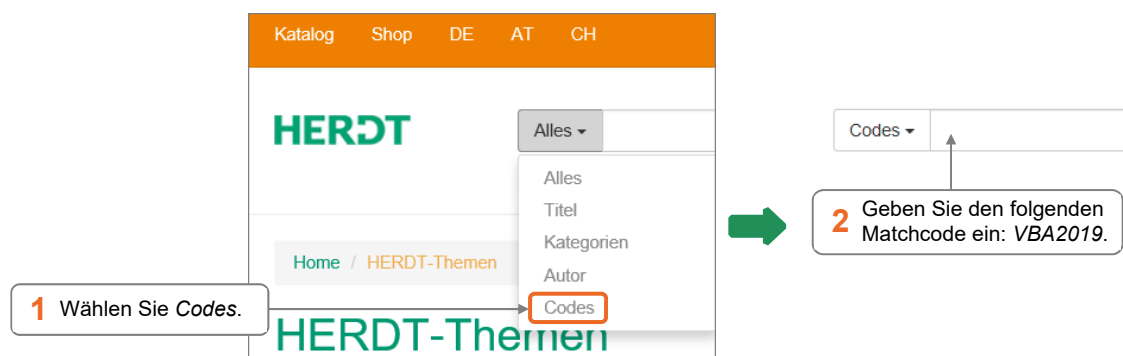 Katalog Shop DE AT CH
HERDT
Alles
Alles
Titel
Kategorien
Autor
Codes
Home / HERDT-Themen
HERDT-Themen
1 Wählen Sie Codes.
Codes
2 Geben Sie den folgenden
Matchcode ein: VBA2019.